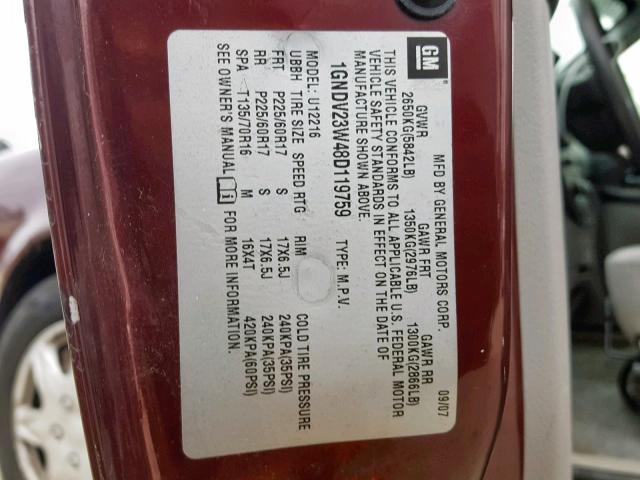 GM
MFD BY GENERAL MOTORS CORP. 09/07
GVWR GAWR FRT GAWR RR
2650KG(5842LB) 1350KG(2976LB) 1300KG(2866LB)
THIS VEHICLE CONFORMS TO ALL APPLICABLE U.S. FEDERAL MOTOR
VEHICLE SAFETY STANDARDS IN EFFECT ON THE DATE OF
MANUFACTURE SHOWN ABOVE.
1GNDV23W48D119759 TYPE: M.P.V.
MODEL: U12216
UBBH TIRE SIZE SPEED RTG RIM COLD TIRE PRESSURE
FRT P225/60R17 S 17X6.5J 240KPA(35PSI)
RR P225/60R17 S 17X6.5J 240KPA(35PSI)
SPA T135/70R16 M 16X4T 420KPA(60PSI)
SEE OWNER'S MANUAL i FOR MORE INFORMATION.